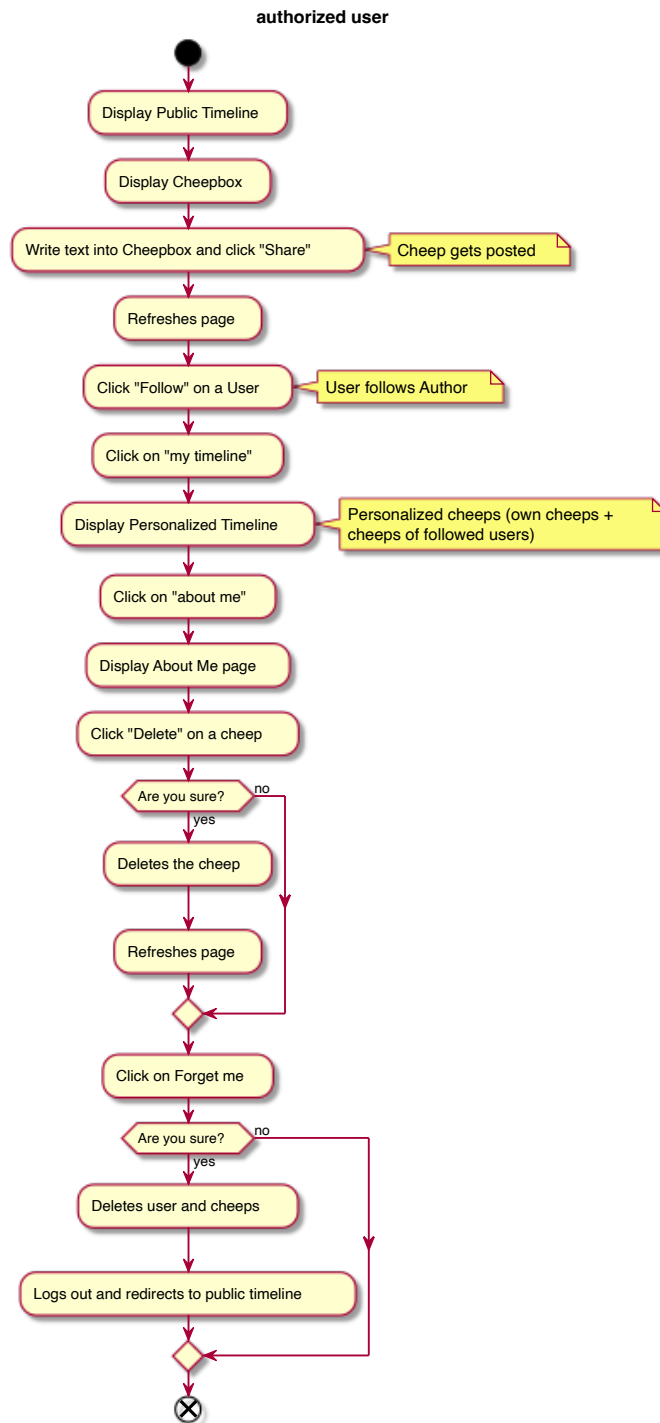 authorized user
Display Public Timeline
Display Cheepbox
Write text into Cheepbox and click "Share"
Cheep gets posted
Refreshes page
Click "Follow" on a User
User follows Author
Click on "my timeline"
Display Personalized Timeline
Personalized cheeps (own cheeps +
cheeps of followed users)
Click on "about me"
Display About Me page
Click "Delete" on a cheep
Are you sure?
no
yes
Deletes the cheep
Refreshes page
Click on Forget me
Are you sure?
no
yes
Deletes user and cheeps
Logs out and redirects to public timeline